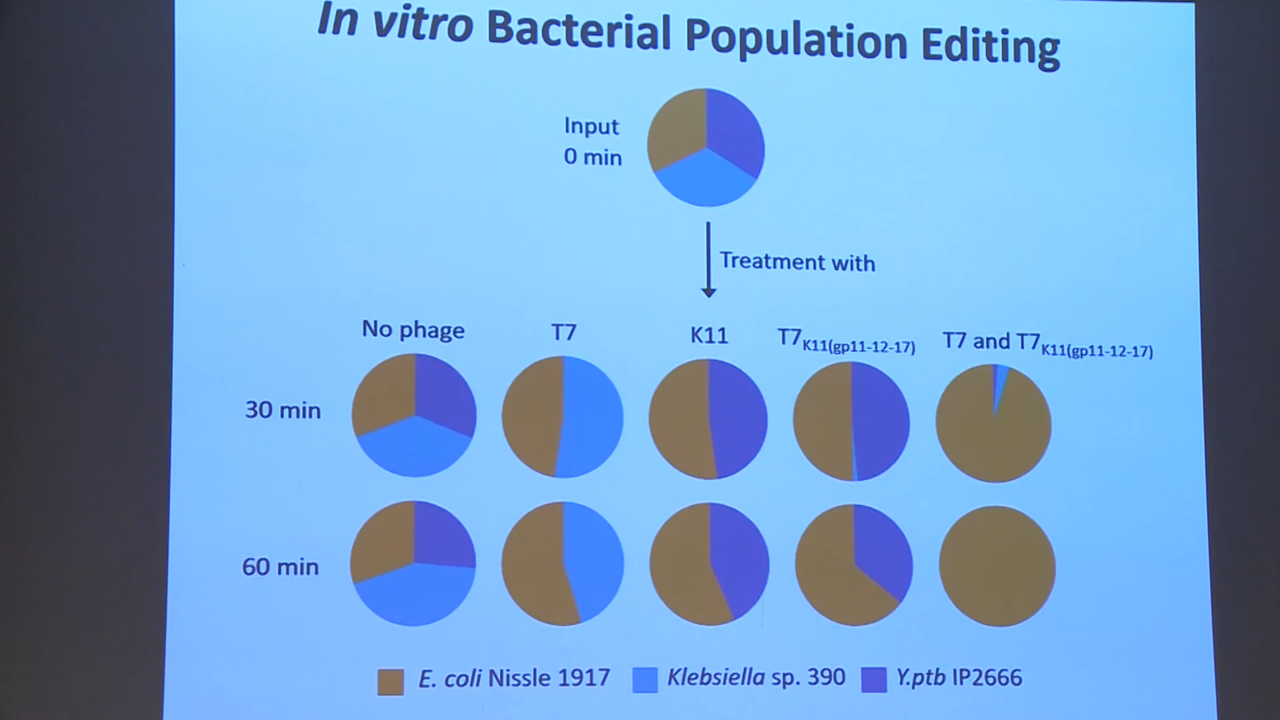 In vitro Bacterial Population Editing
Input
0 min
Treatment with
No phage
T7
K11
T7K11(gp11-12-17)
T7 and T7K11(gp11-12-17)
30 min
60 min
E. coli Nissle 1917
Klebsiella sp. 390
Y.ptb IP2666